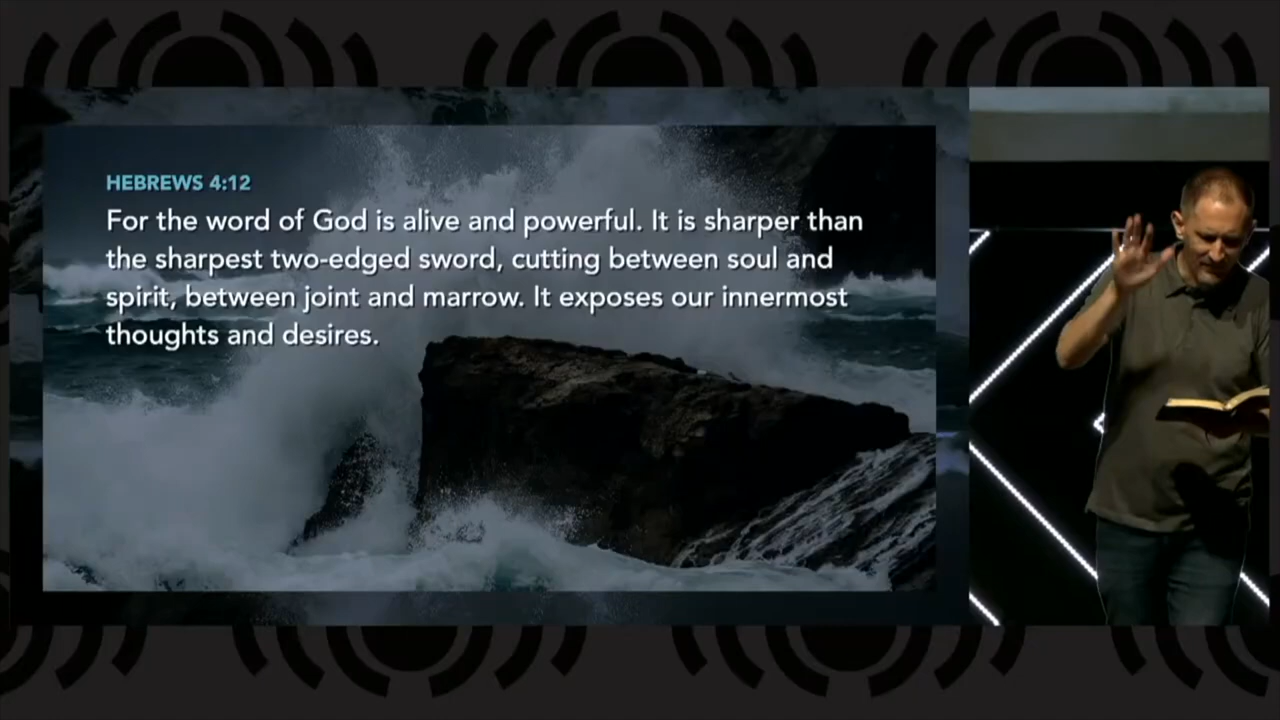 HEBREWS 4:12
For the word of God is alive and powerful. It is sharper than
the sharpest two-edged sword, cutting between soul and
spirit, between joint and marrow. It exposes our innermost
thoughts and desires.